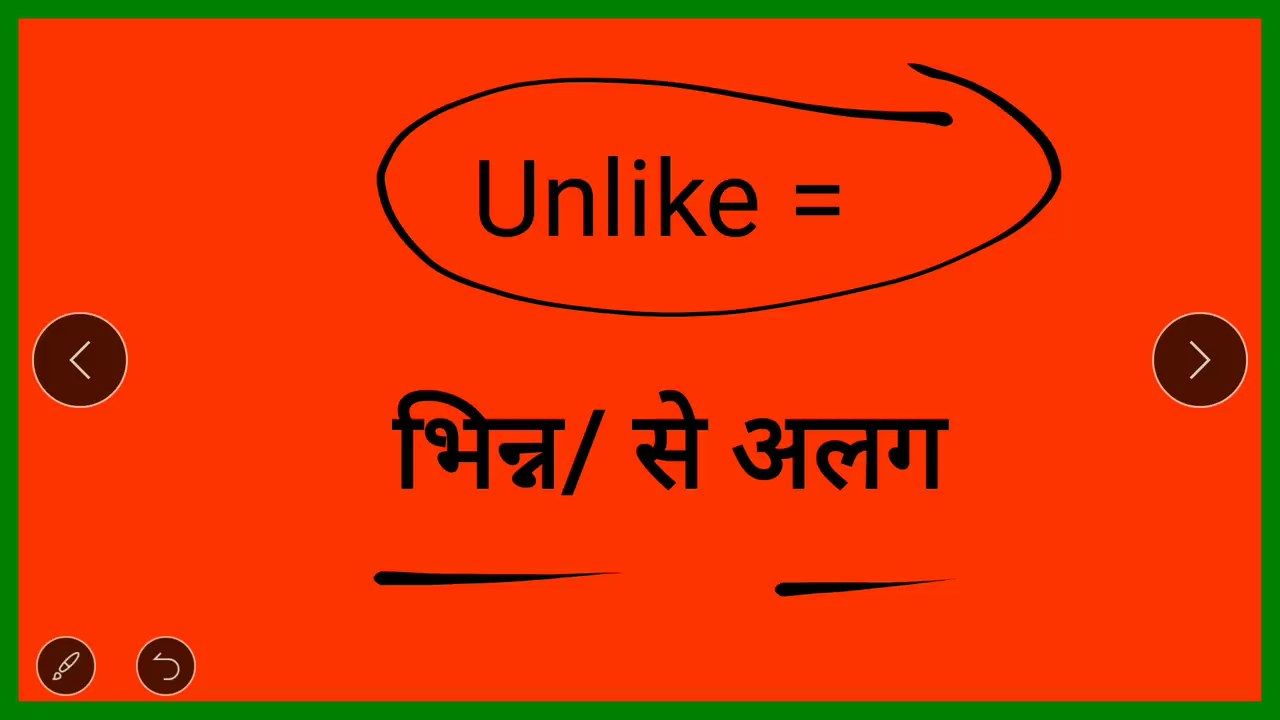 Unlike =
भिन्न/ से अलग